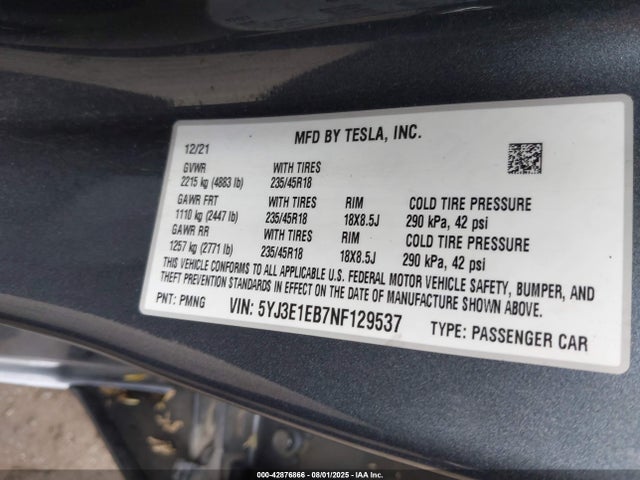 MFD BY TESLA, INC.
12/21
GVWR WITH TIRES
2215 kg (4883 lb) 235/45R18
GAWR FRT WITH TIRES RIM COLD TIRE PRESSURE
1110 kg (2447 lb) 235/45R18 18X8.5J 290 kPa, 42 psi
GAWR RR WITH TIRES RIM COLD TIRE PRESSURE
1257 kg (2771 lb) 235/45R18 18X8.5J 290 kPa, 42 psi
THIS VEHICLE CONFORMS TO ALL APPLICABLE U.S. FEDERAL MOTOR VEHICLE SAFETY, BUMPER, AND
THEFT PREVENTION STANDARDS IN EFFECT ON THE DATE OF MANUFACTURE SHOWN ABOVE.
PNT: PMNG VIN: 5YJ3E1EB7NF129537 TYPE: PASSENGER CAR
000-42876866 - 08/01/2025 - IAAI.COM